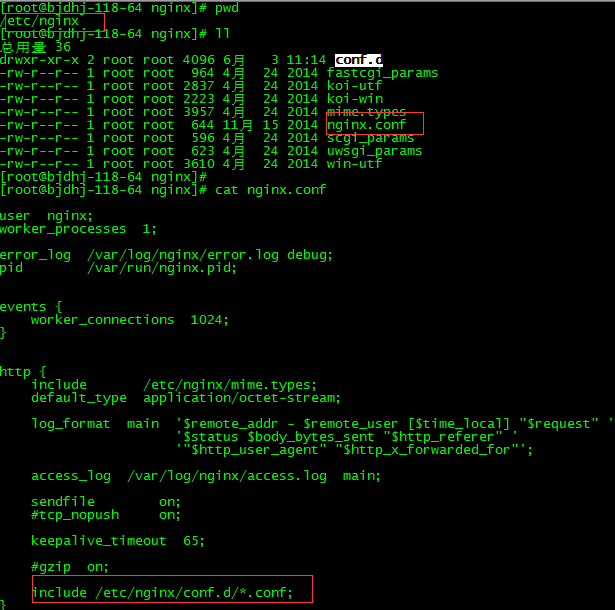 [root@bjdhj-118-64 nginx]# pwd
/etc/nginx
[root@bjdhj-118-64 nginx]# ll
总用量 36
drwxr-xr-x 2 root root 4096 6月   3 11:14 conf.d
-rw-r--r-- 1 root root  964 4月  24 2014 fastcgi_params
-rw-r--r-- 1 root root 2837 4月  24 2014 koi-utf
-rw-r--r-- 1 root root 2223 4月  24 2014 koi-win
-rw-r--r-- 1 root root 3957 4月  24 2014 mime.types
-rw-r--r-- 1 root root  644 11月 15 2014 nginx.conf
-rw-r--r-- 1 root root  596 4月  24 2014 scgi_params
-rw-r--r-- 1 root root  623 4月  24 2014 uwsgi_params
-rw-r--r-- 1 root root 3610 4月  24 2014 win-utf
[root@bjdhj-118-64 nginx]#
[root@bjdhj-118-64 nginx]# cat nginx.conf
user  nginx;
worker_processes  1;
error_log  /var/log/nginx/error.log debug;
pid        /var/run/nginx.pid;
events {
    worker_connections  1024;
}
http {
    include       /etc/nginx/mime.types;
    default_type  application/octet-stream;
    log_format  main  '$remote_addr - $remote_user [$time_local] "$request" '
                      '$status $body_bytes_sent "$http_referer" '
                      '"$http_user_agent" "$http_x_forwarded_for"';
    access_log  /var/log/nginx/access.log  main;
    sendfile        on;
    #tcp_nopush     on;
    keepalive_timeout  65;
    #gzip  on;
    include /etc/nginx/conf.d/*.conf;
}